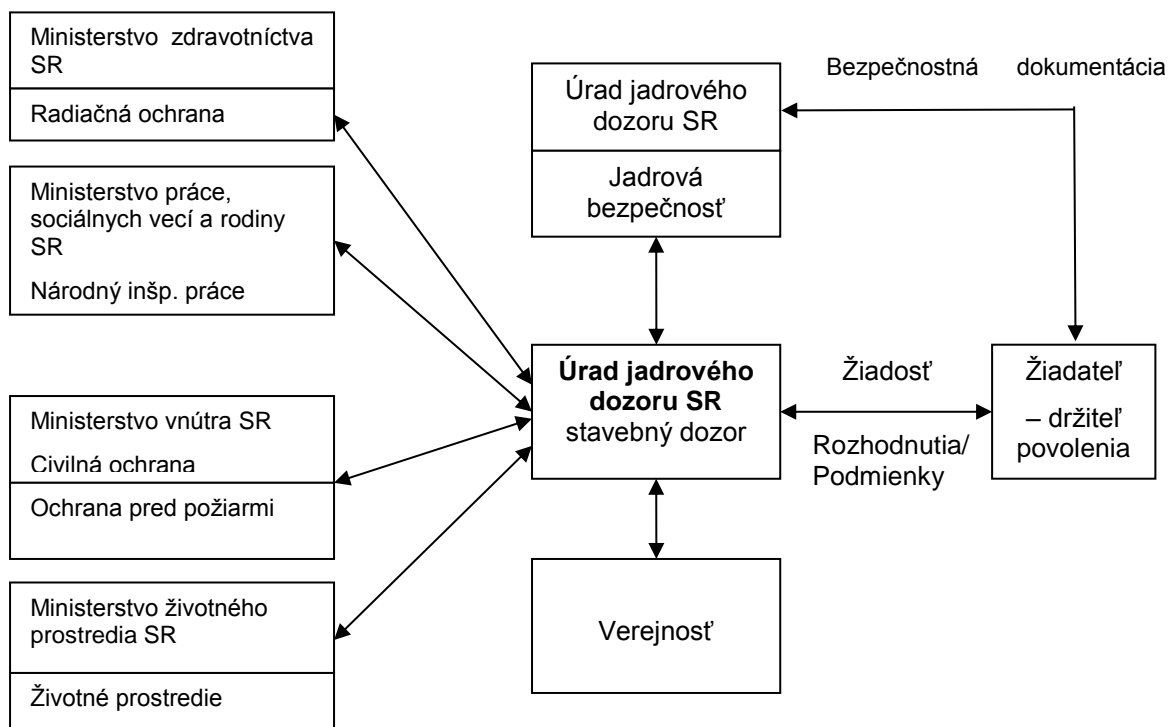 Ministerstvo zdravotníctva
SR
Radiačná ochrana
Ministerstvo práce,
sociálnych vecí a rodiny
SR
Národný inšp. práce
Ministerstvo vnútra SR
Civilná ochrana
Ochrana pred požiarmi
Ministerstvo životného
prostredia SR
Životné prostredie
Úrad jadrového
dozoru SR
Jadrová
bezpečnosť
Úrad jadrového
dozoru SR
stavebný dozor
Verejnosť
Bezpečnostná dokumentácia
Žiadosť
Rozhodnutia/
Podmienky
Žiadateľ
– držiteľ
povolenia